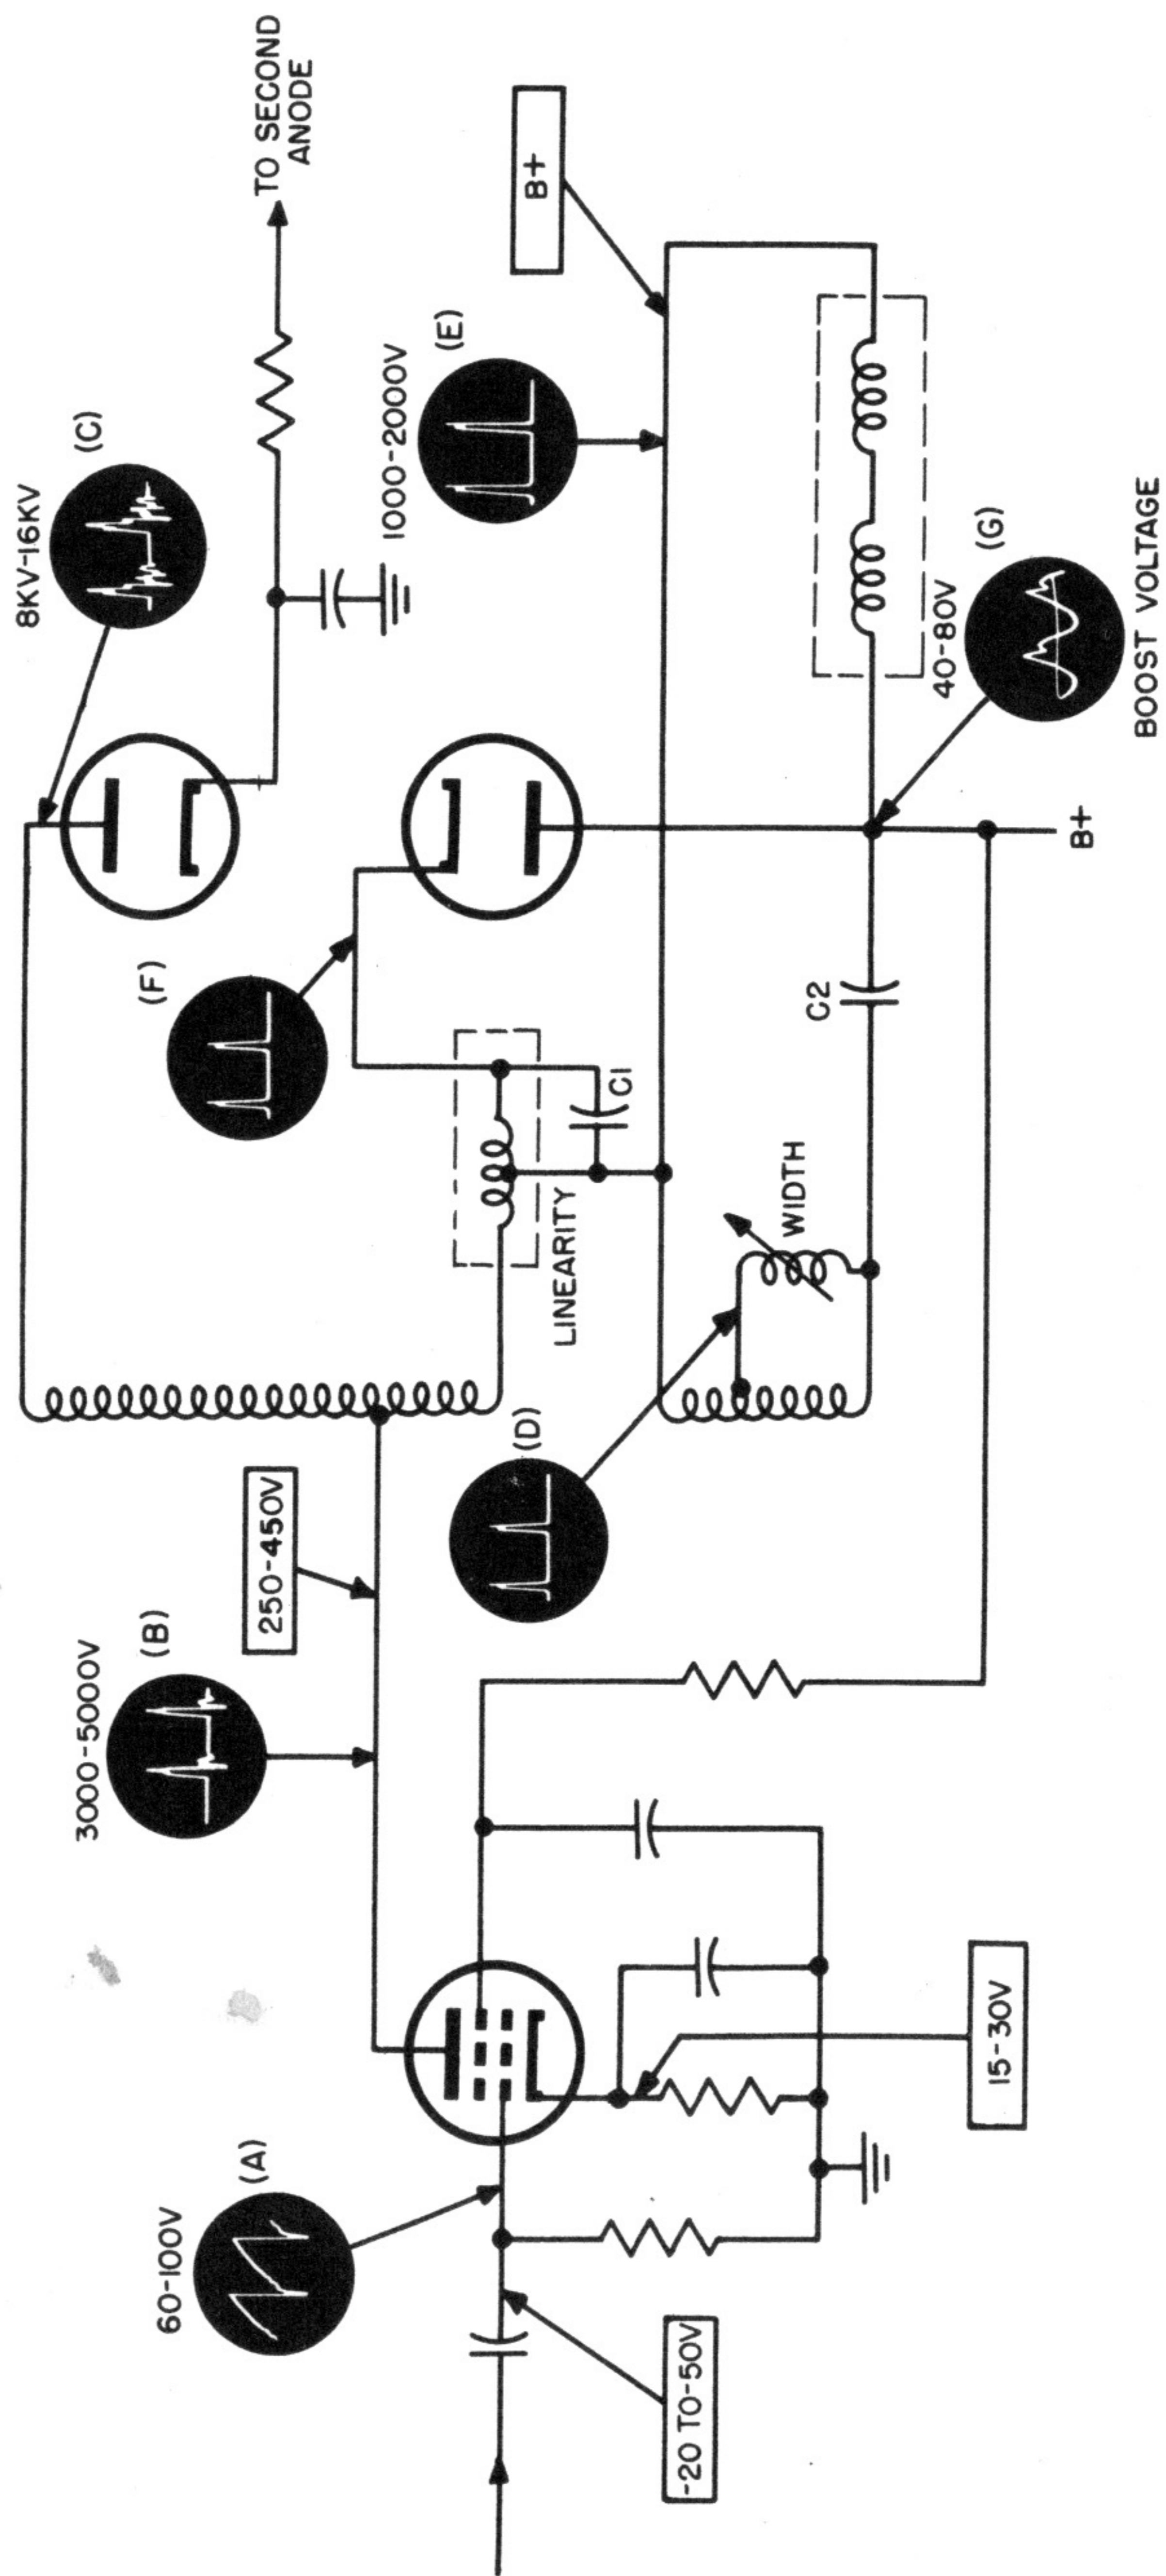 8KV-16KV
(C)
TO SECOND
ANODE
3000-5000V
(B)
250-450V
(F)
1000-2000V
(E)
B+
60-100V
(A)
(D)
LINEARITY
C1
WIDTH
C2
40-80V
(G)
BOOST VOLTAGE
B+
-20 TO-50V
15-30V